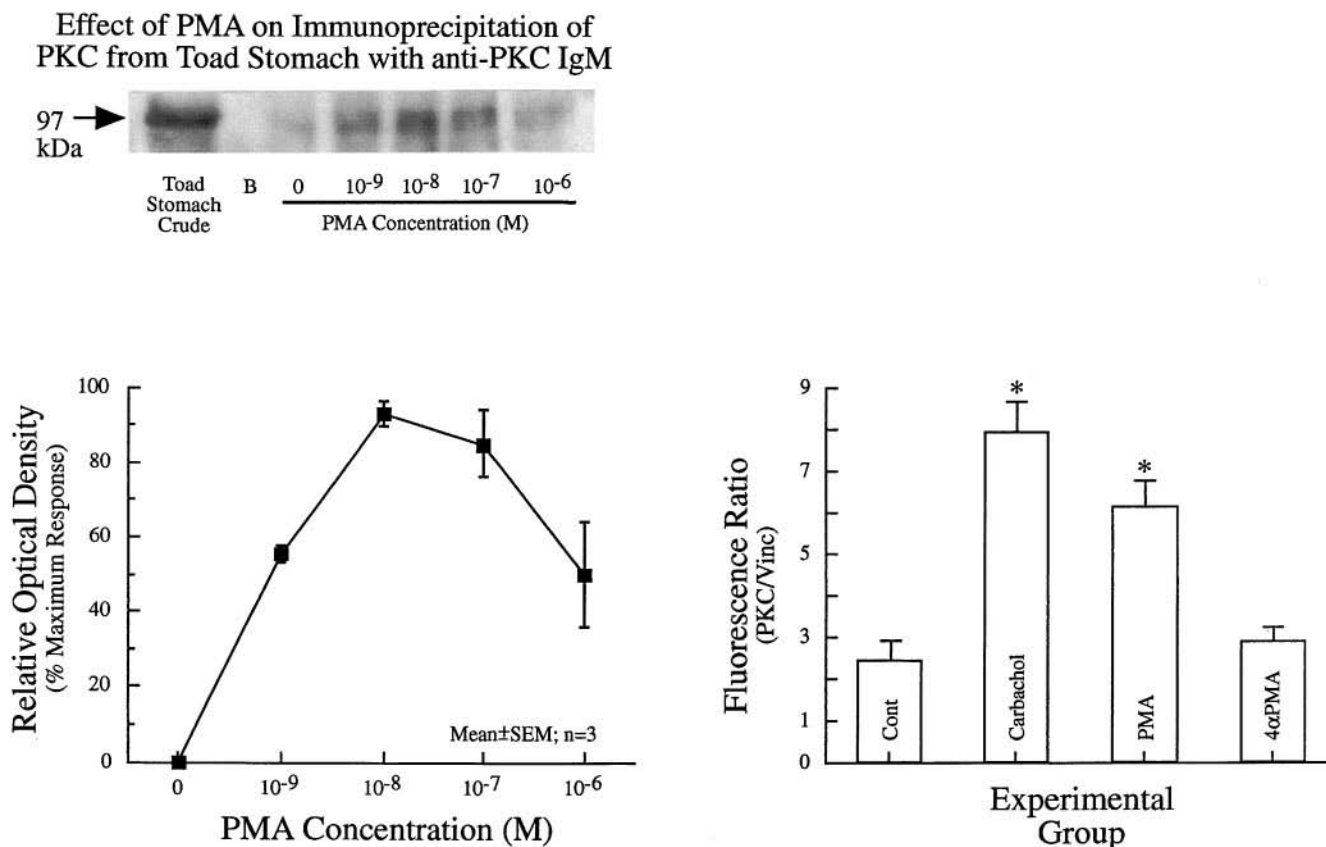 Effect of PMA on Immunoprecipitation of
PKC from Toad Stomach with anti-PKC IgM
97
kDa
Toad
Stomach
Crude
B
0 10-9 10-8 10-7 10-6
PMA Concentration (M)
Relative Optical Density
(% Maximum Response)
100
80
60
40
20
0
Mean±SEM; n=3
0 10-9 10-8 10-7 10-6
PMA Concentration (M)
Fluorescence Ratio
(PKC/Vinc)
9
7
5
3
1
0
* *
Cont
Carbachol
PMA
4αPMA
Experimental
Group